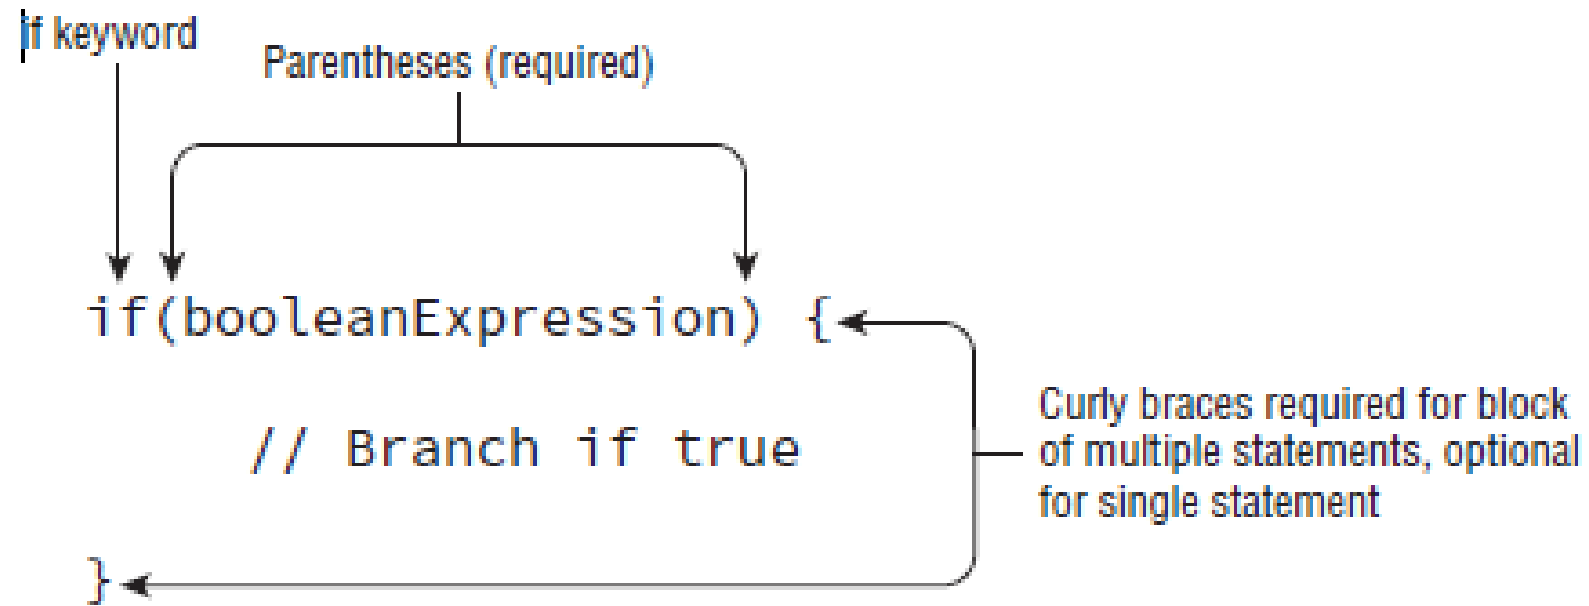 if keyword
Parentheses (required)
if(booleanExpression) {
// Branch if true
Curly braces required for block
of multiple statements, optional
for single statement
}